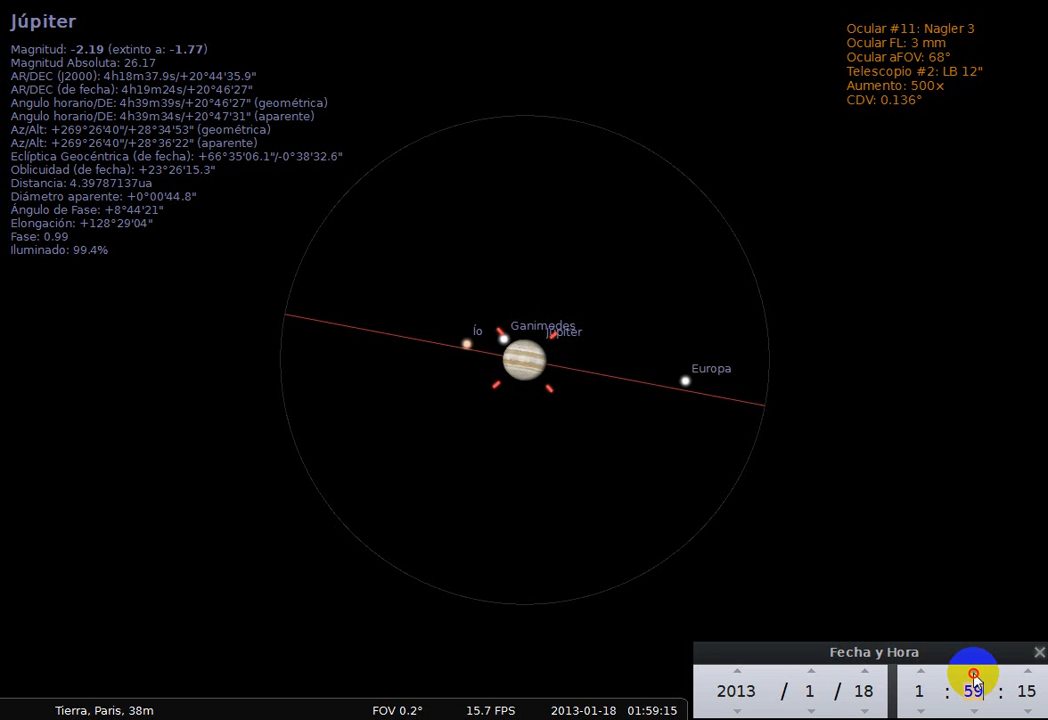 Júpiter
Magnitud: -2.19 (extinto a: -1.77)
Magnitud Absoluta: 26.17
AR/DEC (J2000): 4h18m37.9s/+20°44'35.9"
AR/DEC (de fecha): 4h19m24s/+20°46'27"
Angulo horario/DE: 4h39m39s/+20°46'27" (geométrica)
Angulo horario/DE: 4h39m34s/+20°47'31" (aparente)
Az/Alt: +269°26'40"/+28°34'53" (geométrica)
Az/Alt: +269°26'40"/+28°36'22" (aparente)
Eclíptica Geocéntrica (de fecha): +66°35'06.1"/-0°38'32.6"
Oblicuidad (de fecha): +23°26'15.3"
Distancia: 4.39787137ua
Diámetro aparente: +0°00'44.8"
Ángulo de Fase: +8°44'21"
Elongación: +128°29'04"
Fase: 0.99
Iluminado: 99.4%
Ocular #11: Nagler 3
Ocular FL: 3 mm
Ocular aFOV: 68°
Telescopio #2: LB 12"
Aumento: 500×
CDV: 0.136°
Ío
Ganimedes
Júpiter
Europa
Fecha y Hora
2013 / 1 / 18 1 : 59 : 15
Tierra, Paris, 38m FOV 0.2° 15.7 FPS 2013-01-18 01:59:15